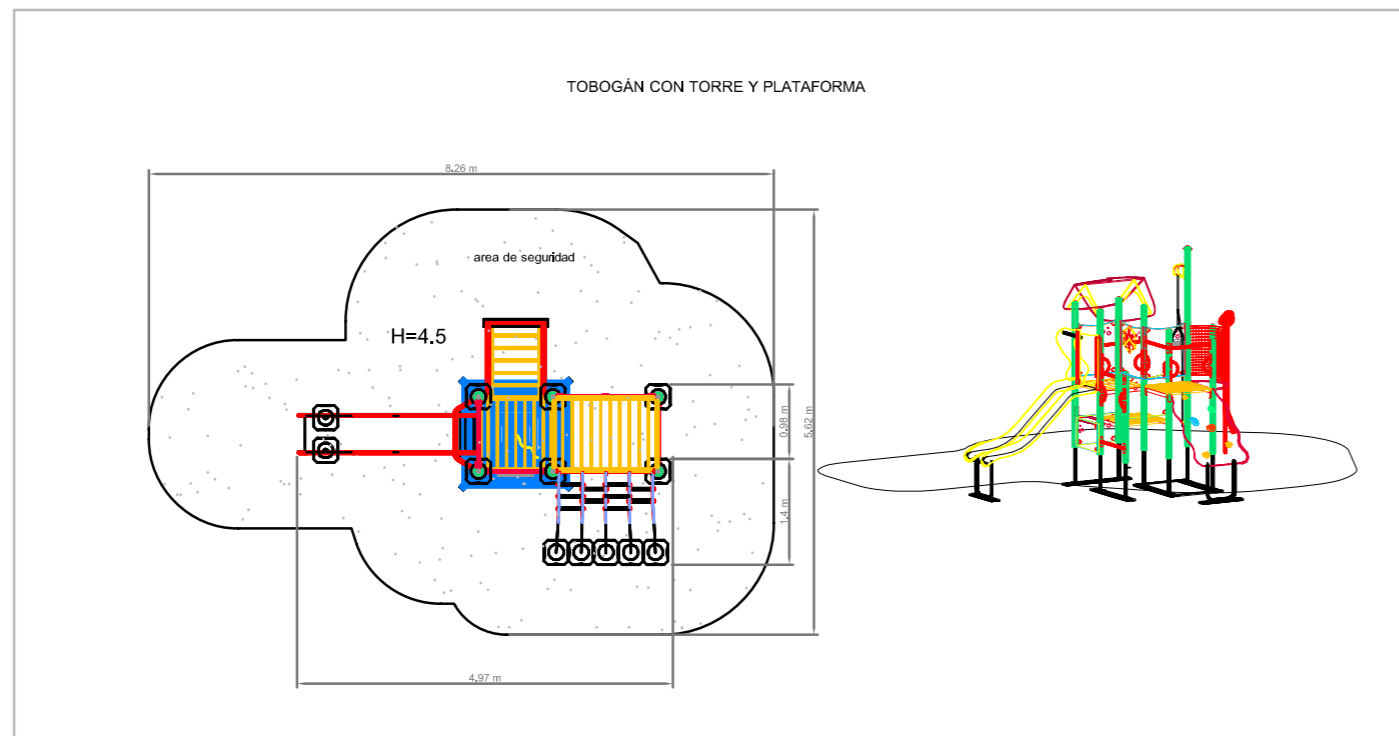 TOBOGÁN CON TORRE Y PLATAFORMA
8.26 m
area de seguridad
H=4.5
0.98 m
5.62 m
1.4 m
4.97 m